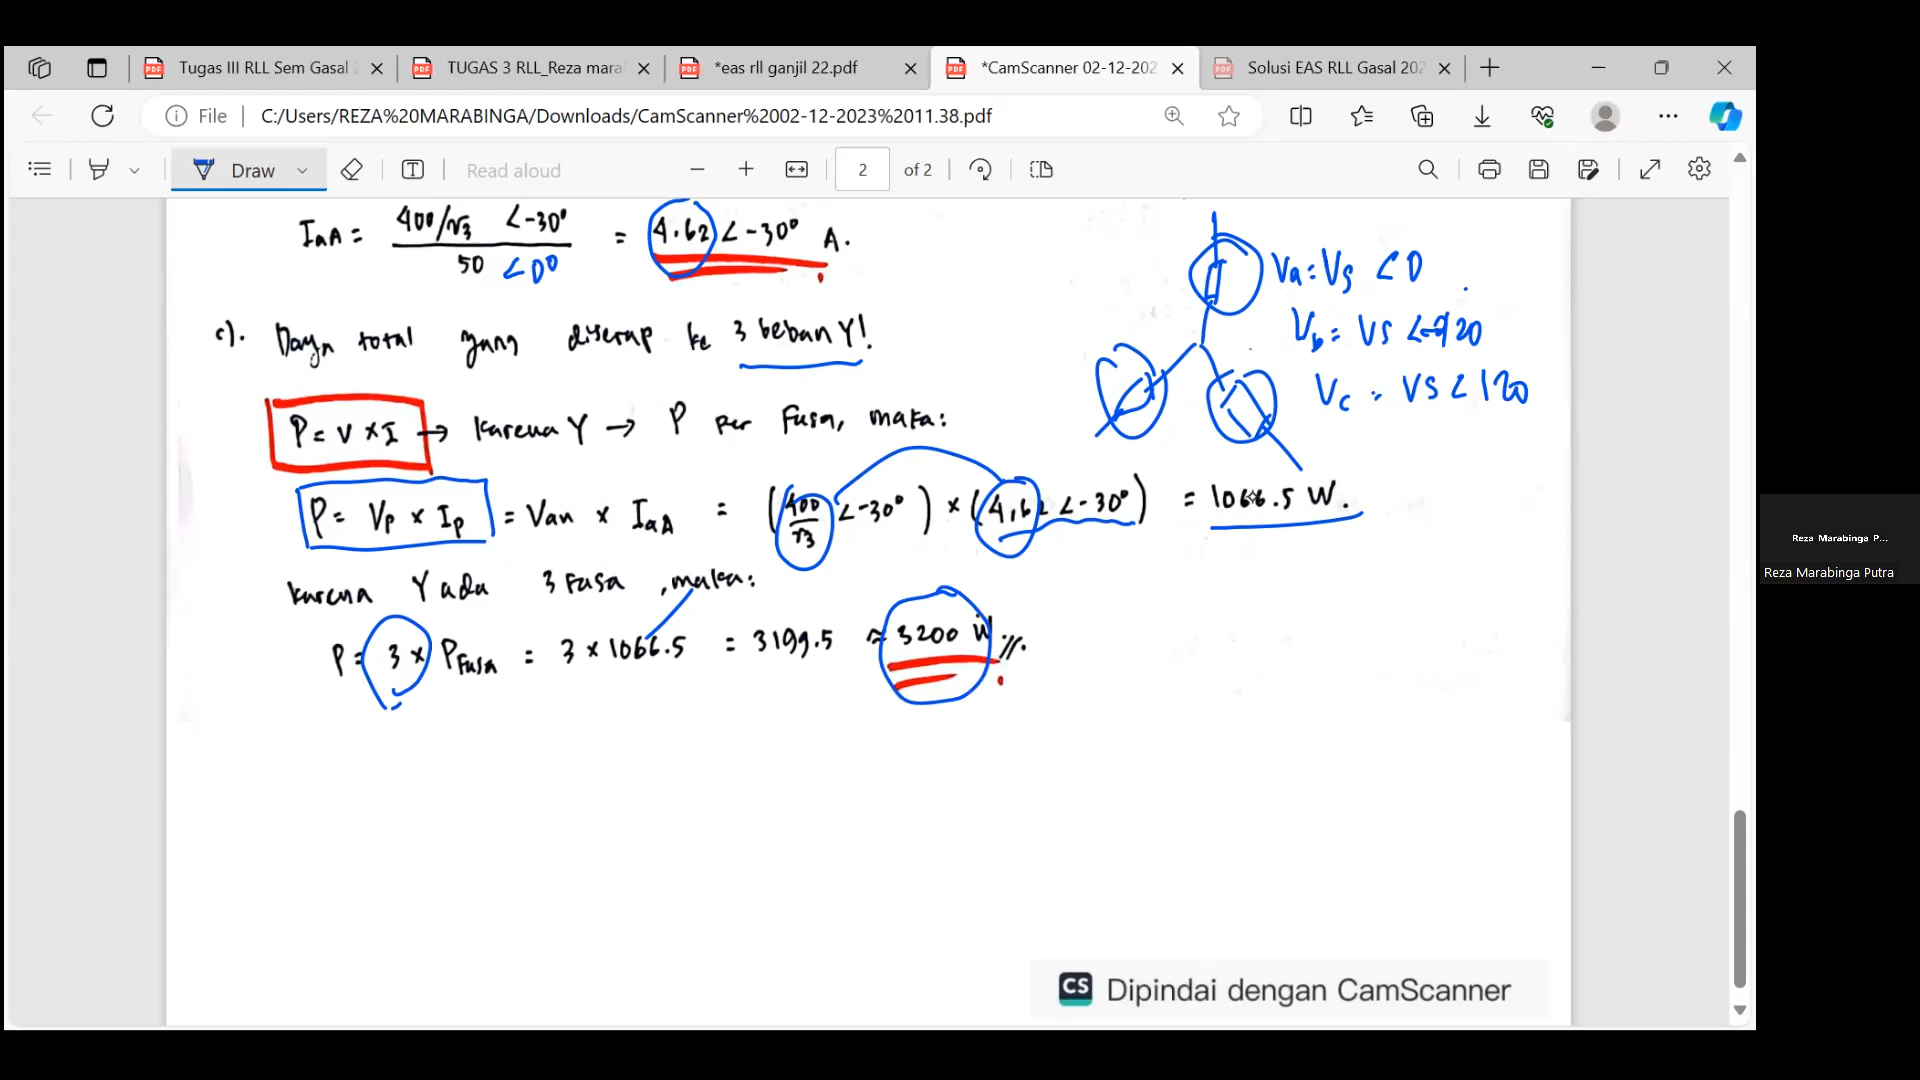 Tugas III RLL Sem Gasal 2
TUGAS 3 RLL_Reza mara
*eas rll ganjil 22.pdf
*CamScanner 02-12-202
Solusi EAS RLL Gasal 202
File
C:/Users/REZA%20MARABINGA/Downloads/CamScanner%2002-12-2023%2011.38.pdf
Draw
Read aloud
2 of 2
IaA = 400/√3 ∠-30° / 50 ∠0° = 4.62 ∠-30° A.
Va = Vs ∠0
Vb = VS ∠-120
Vc = VS ∠120
c). Daya total yang diserap ke 3 beban Y!
P = V × I → Karena Y → P per Fasa, maka:
P = Vp × Ip = Van × IaA = (400/√3 ∠-30°) × (4,62 ∠-30°) = 1066.5 W.
Karena Y ada 3 Fasa, maka:
P = 3 × PFasa = 3 × 1066.5 = 3199.5 ≈ 3200 W //.
Reza Marabinga P...
Reza Marabinga Putra
CS Dipindai dengan CamScanner